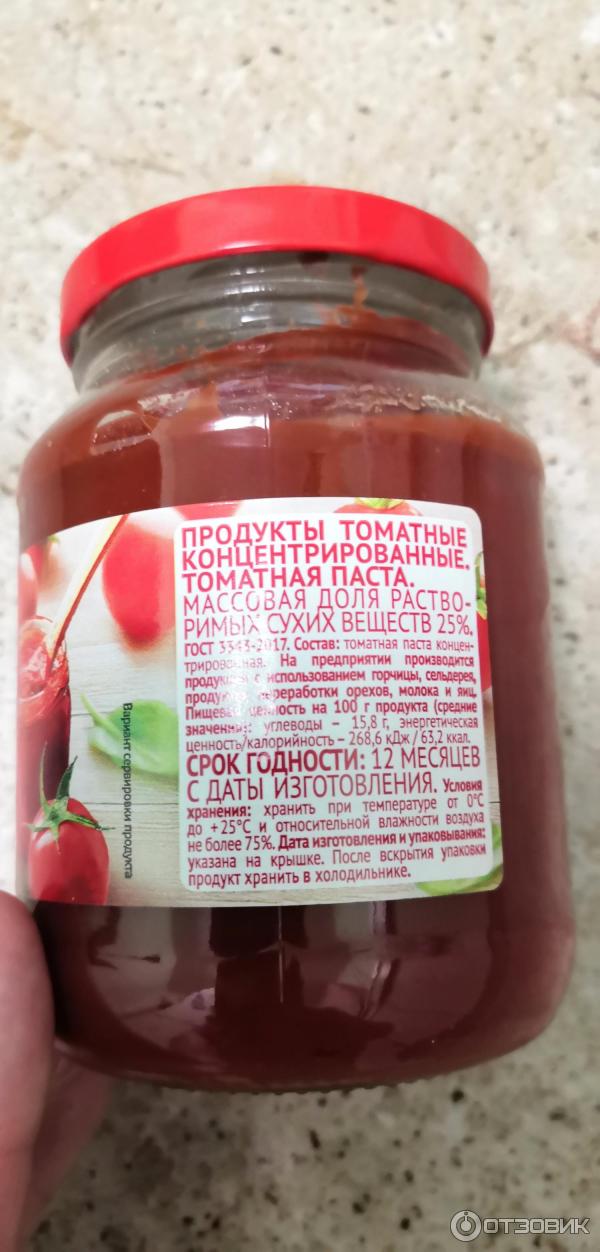 ПРОДУКТЫ ТОМАТНЫЕ
КОНЦЕНТРИРОВАННЫЕ.
ТОМАТНАЯ ПАСТА.
МАССОВАЯ ДОЛЯ РАСТВО-
РИМЫХ СУХИХ ВЕЩЕСТВ 25%.
ГОСТ 3343-2017. Состав: томатная паста концен-
трированная. На предприятии производится
продукция с использованием горчицы, сельдерея,
продуктов переработки орехов, молока и яиц.
Пищевая ценность на 100 г продукта (средние
значения): углеводы – 15,8 г, энергетическая
ценность/калорийность – 268,6 кДж / 63,2 ккал.
СРОК ГОДНОСТИ: 12 МЕСЯЦЕВ
С ДАТЫ ИЗГОТОВЛЕНИЯ. Условия
хранения: хранить при температуре от 0°С
до +25°С и относительной влажности воздуха
не более 75%. Дата изготовления и упаковывания:
указана на крышке. После вскрытия упаковки
продукт хранить в холодильнике.
Вариант сервировки продукта
ОТЗОВИК